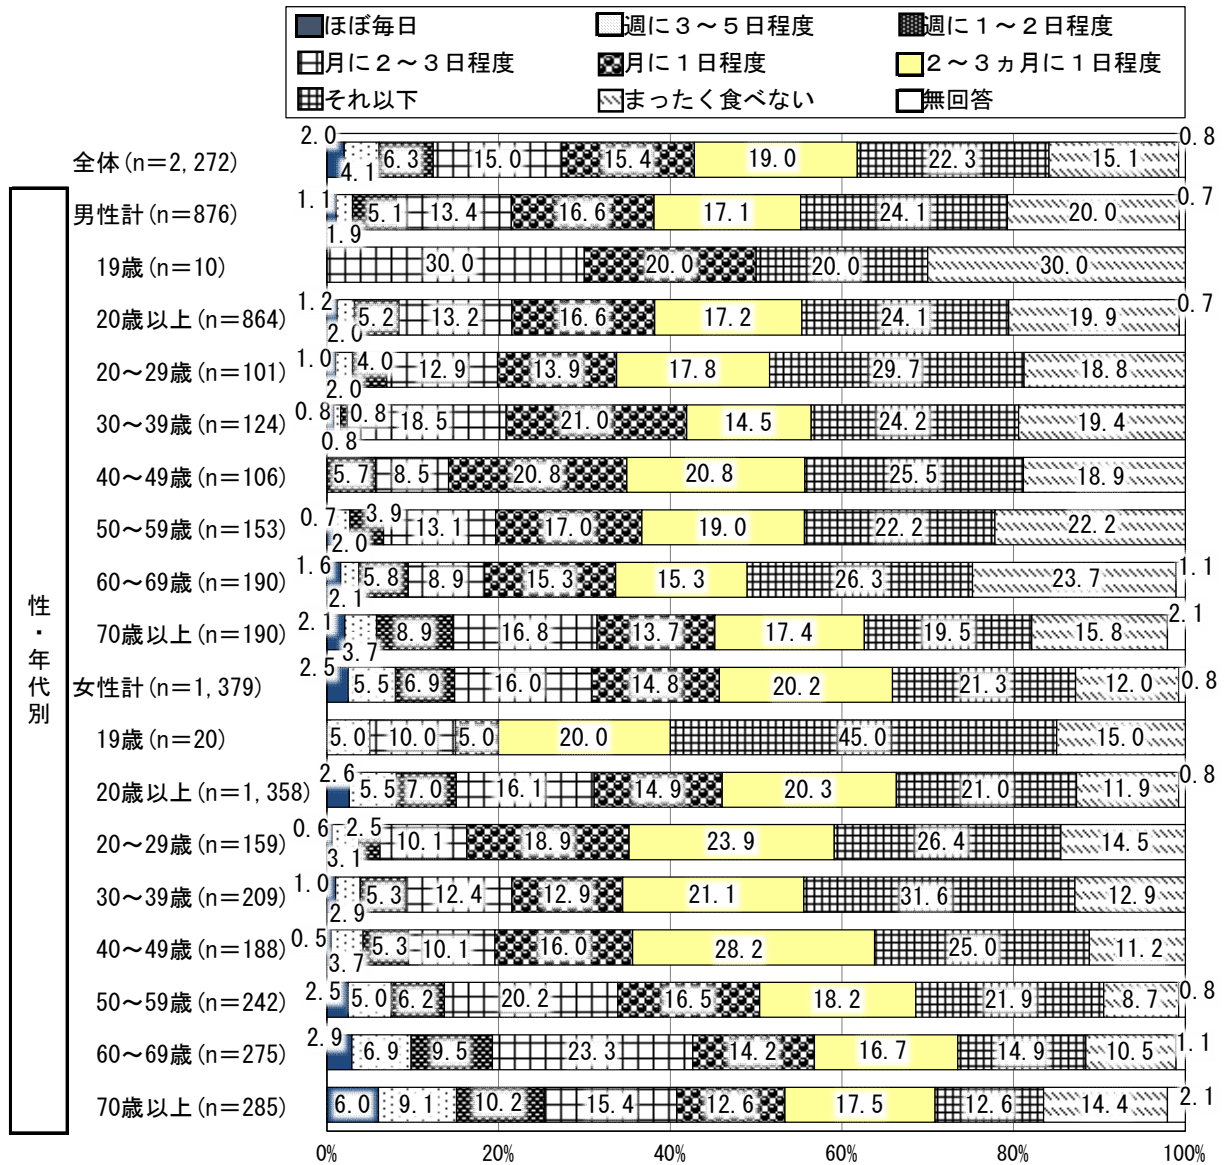 ほぼ毎日 週に３～５日程度 週に１～２日程度
月に２～３日程度 月に１日程度 ２～３ヵ月に１日程度
それ以下 まったく食べない 無回答
性・年代別
全体(n＝2,272) 2.0 4.1 6.3 15.0 15.4 19.0 22.3 15.1 0.8
男性計(n＝876) 1.1 1.9 5.1 13.4 16.6 17.1 24.1 20.0 0.7
19歳(n＝10) 30.0 20.0 20.0 30.0
20歳以上(n＝864) 1.2 2.0 5.2 13.2 16.6 17.2 24.1 19.9 0.7
20～29歳(n＝101) 1.0 2.0 4.0 12.9 13.9 17.8 29.7 18.8
30～39歳(n＝124) 0.8 0.8 0.8 18.5 21.0 14.5 24.2 19.4
40～49歳(n＝106) 5.7 8.5 20.8 20.8 25.5 18.9
50～59歳(n＝153) 0.7 2.0 3.9 13.1 17.0 19.0 22.2 22.2
60～69歳(n＝190) 1.6 2.1 5.8 8.9 15.3 15.3 26.3 23.7 1.1
70歳以上(n＝190) 2.1 3.7 8.9 16.8 13.7 17.4 19.5 15.8 2.1
女性計(n＝1,379) 2.5 5.5 6.9 16.0 14.8 20.2 21.3 12.0 0.8
19歳(n＝20) 5.0 10.0 5.0 20.0 45.0 15.0
20歳以上(n＝1,358) 2.6 5.5 7.0 16.1 14.9 20.3 21.0 11.9 0.8
20～29歳(n＝159) 0.6 3.1 2.5 10.1 18.9 23.9 26.4 14.5
30～39歳(n＝209) 1.0 2.9 5.3 12.4 12.9 21.1 31.6 12.9
40～49歳(n＝188) 0.5 3.7 5.3 10.1 16.0 28.2 25.0 11.2
50～59歳(n＝242) 2.5 5.0 6.2 20.2 16.5 18.2 21.9 8.7 0.8
60～69歳(n＝275) 2.9 6.9 9.5 23.3 14.2 16.7 14.9 10.5 1.1
70歳以上(n＝285) 6.0 9.1 10.2 15.4 12.6 17.5 12.6 14.4 2.1
0% 20% 40% 60% 80% 100%